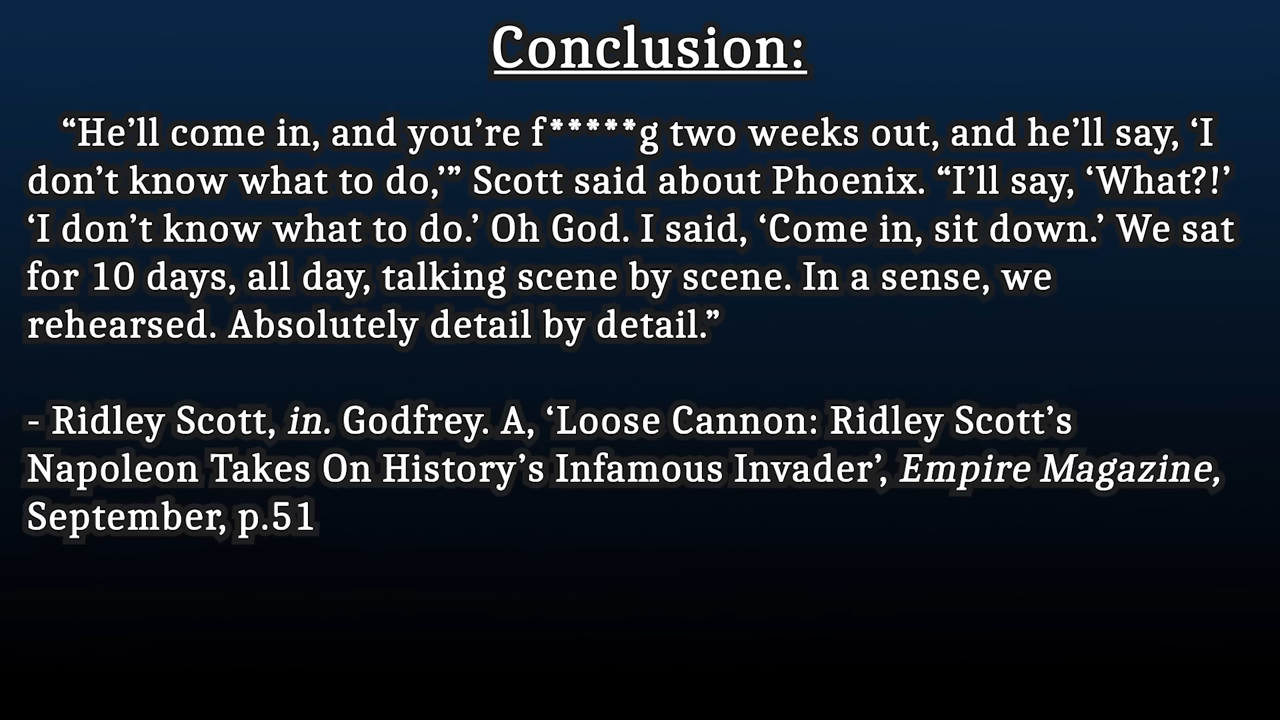 Conclusion:
“He’ll come in, and you’re f*****g two weeks out, and he’ll say, ‘I
don’t know what to do,’” Scott said about Phoenix. “I’ll say, ‘What?!’
‘I don’t know what to do.’ Oh God. I said, ‘Come in, sit down.’ We sat
for 10 days, all day, talking scene by scene. In a sense, we
rehearsed. Absolutely detail by detail.”
- Ridley Scott, in. Godfrey. A, ‘Loose Cannon: Ridley Scott’s
Napoleon Takes On History’s Infamous Invader’, Empire Magazine,
September, p.51